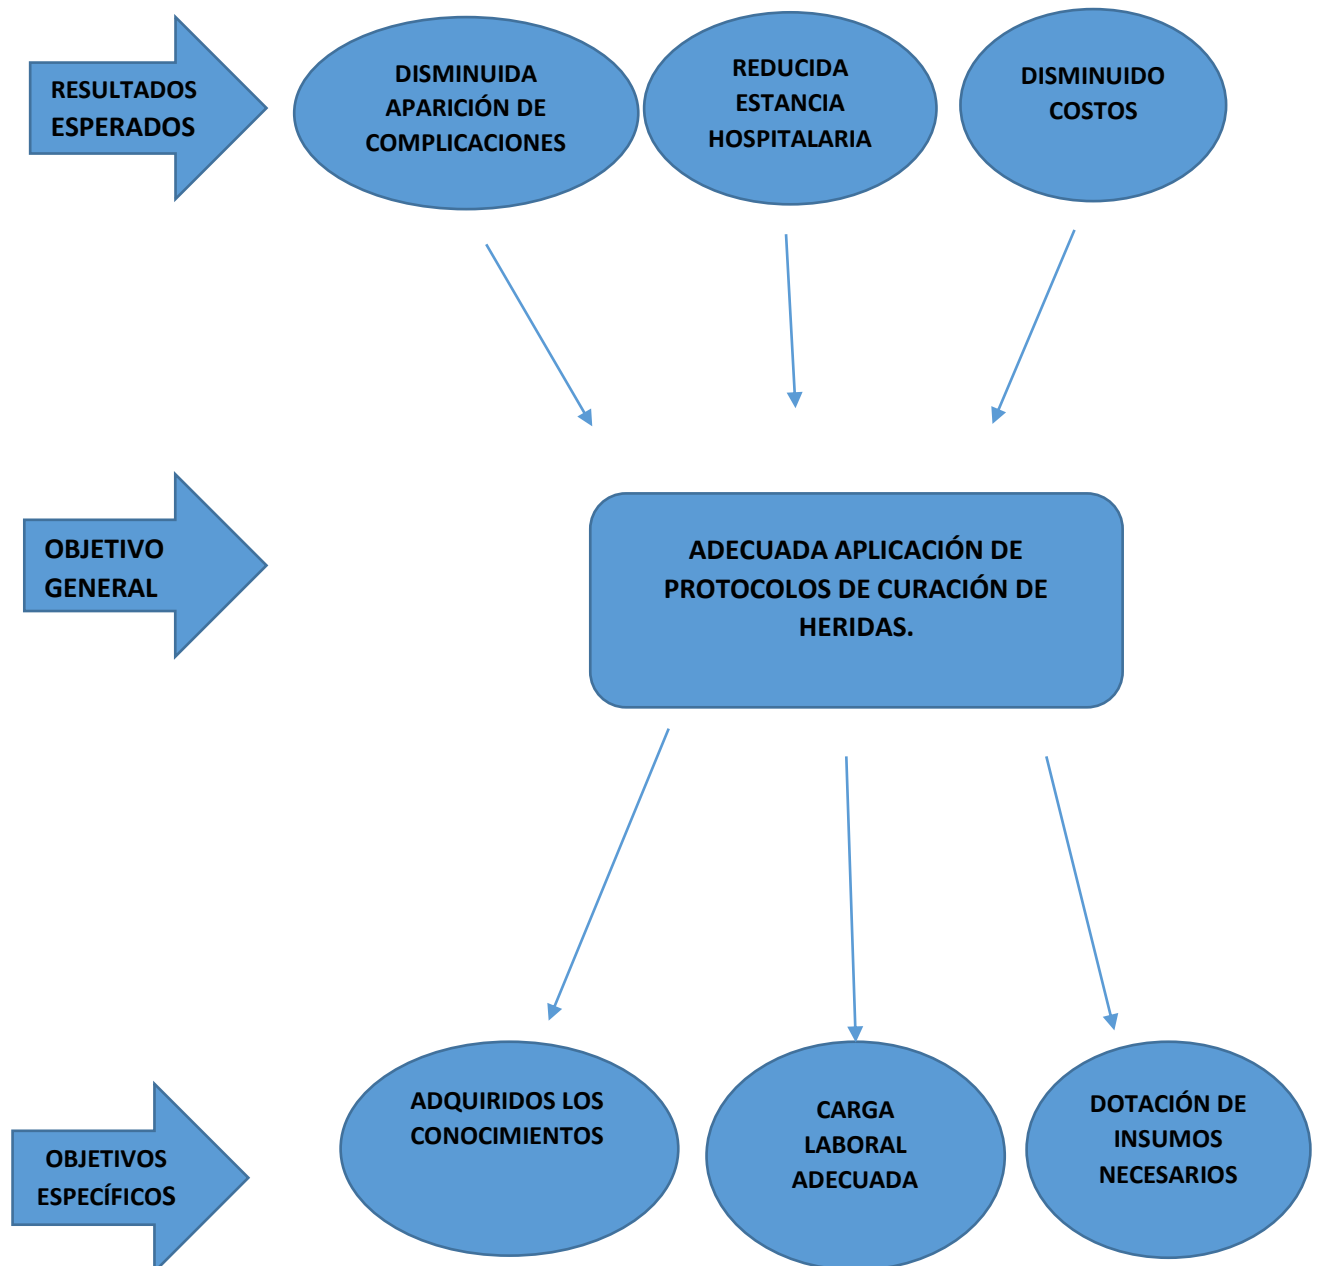 RESULTADOS
ESPERADOS
DISMINUIDA
APARICIÓN DE
COMPLICACIONES
REDUCIDA
ESTANCIA
HOSPITALARIA
DISMINUIDO
COSTOS
OBJETIVO
GENERAL
ADECUADA APLICACIÓN DE
PROTOCOLOS DE CURACIÓN DE
HERIDAS.
OBJETIVOS
ESPECÍFICOS
ADQUIRIDOS LOS
CONOCIMIENTOS
CARGA
LABORAL
ADECUADA
DOTACIÓN DE
INSUMOS
NECESARIOS